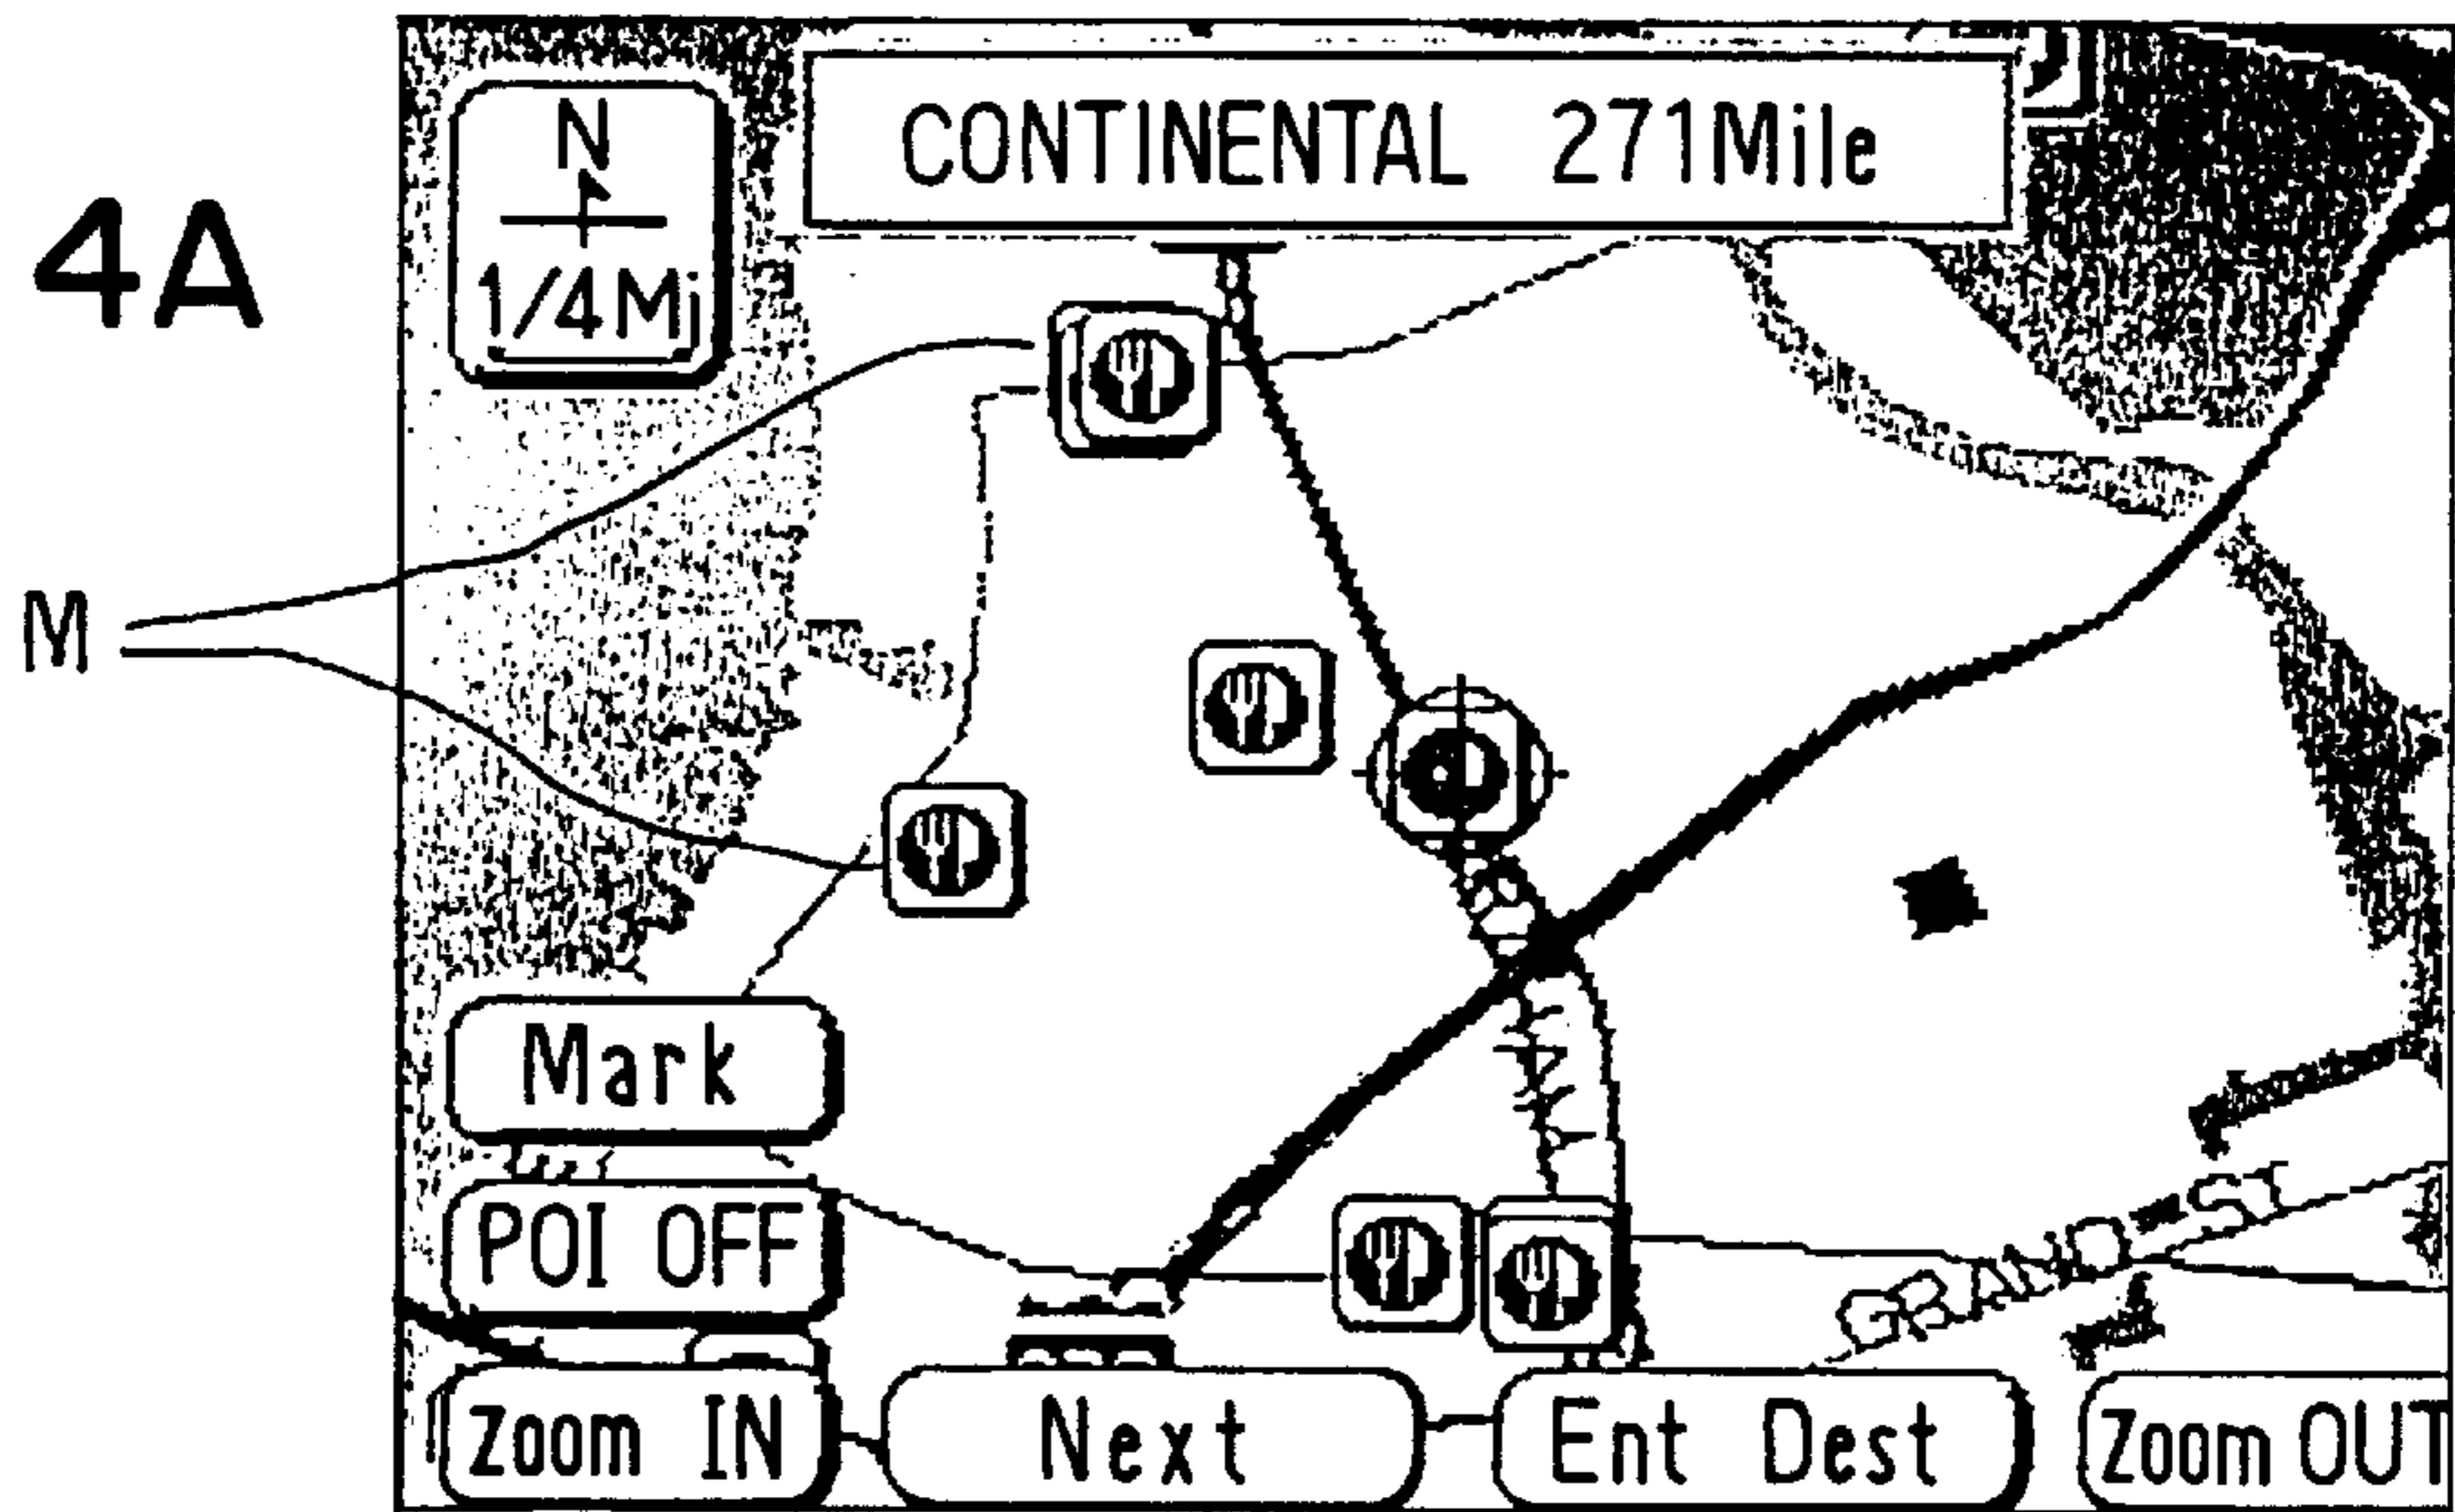 4A
N
1/4Mi
CONTINENTAL 271Mile
M
Mark
POI OFF
GRAND ST
Zoom IN
Next
Ent Dest
Zoom OUT